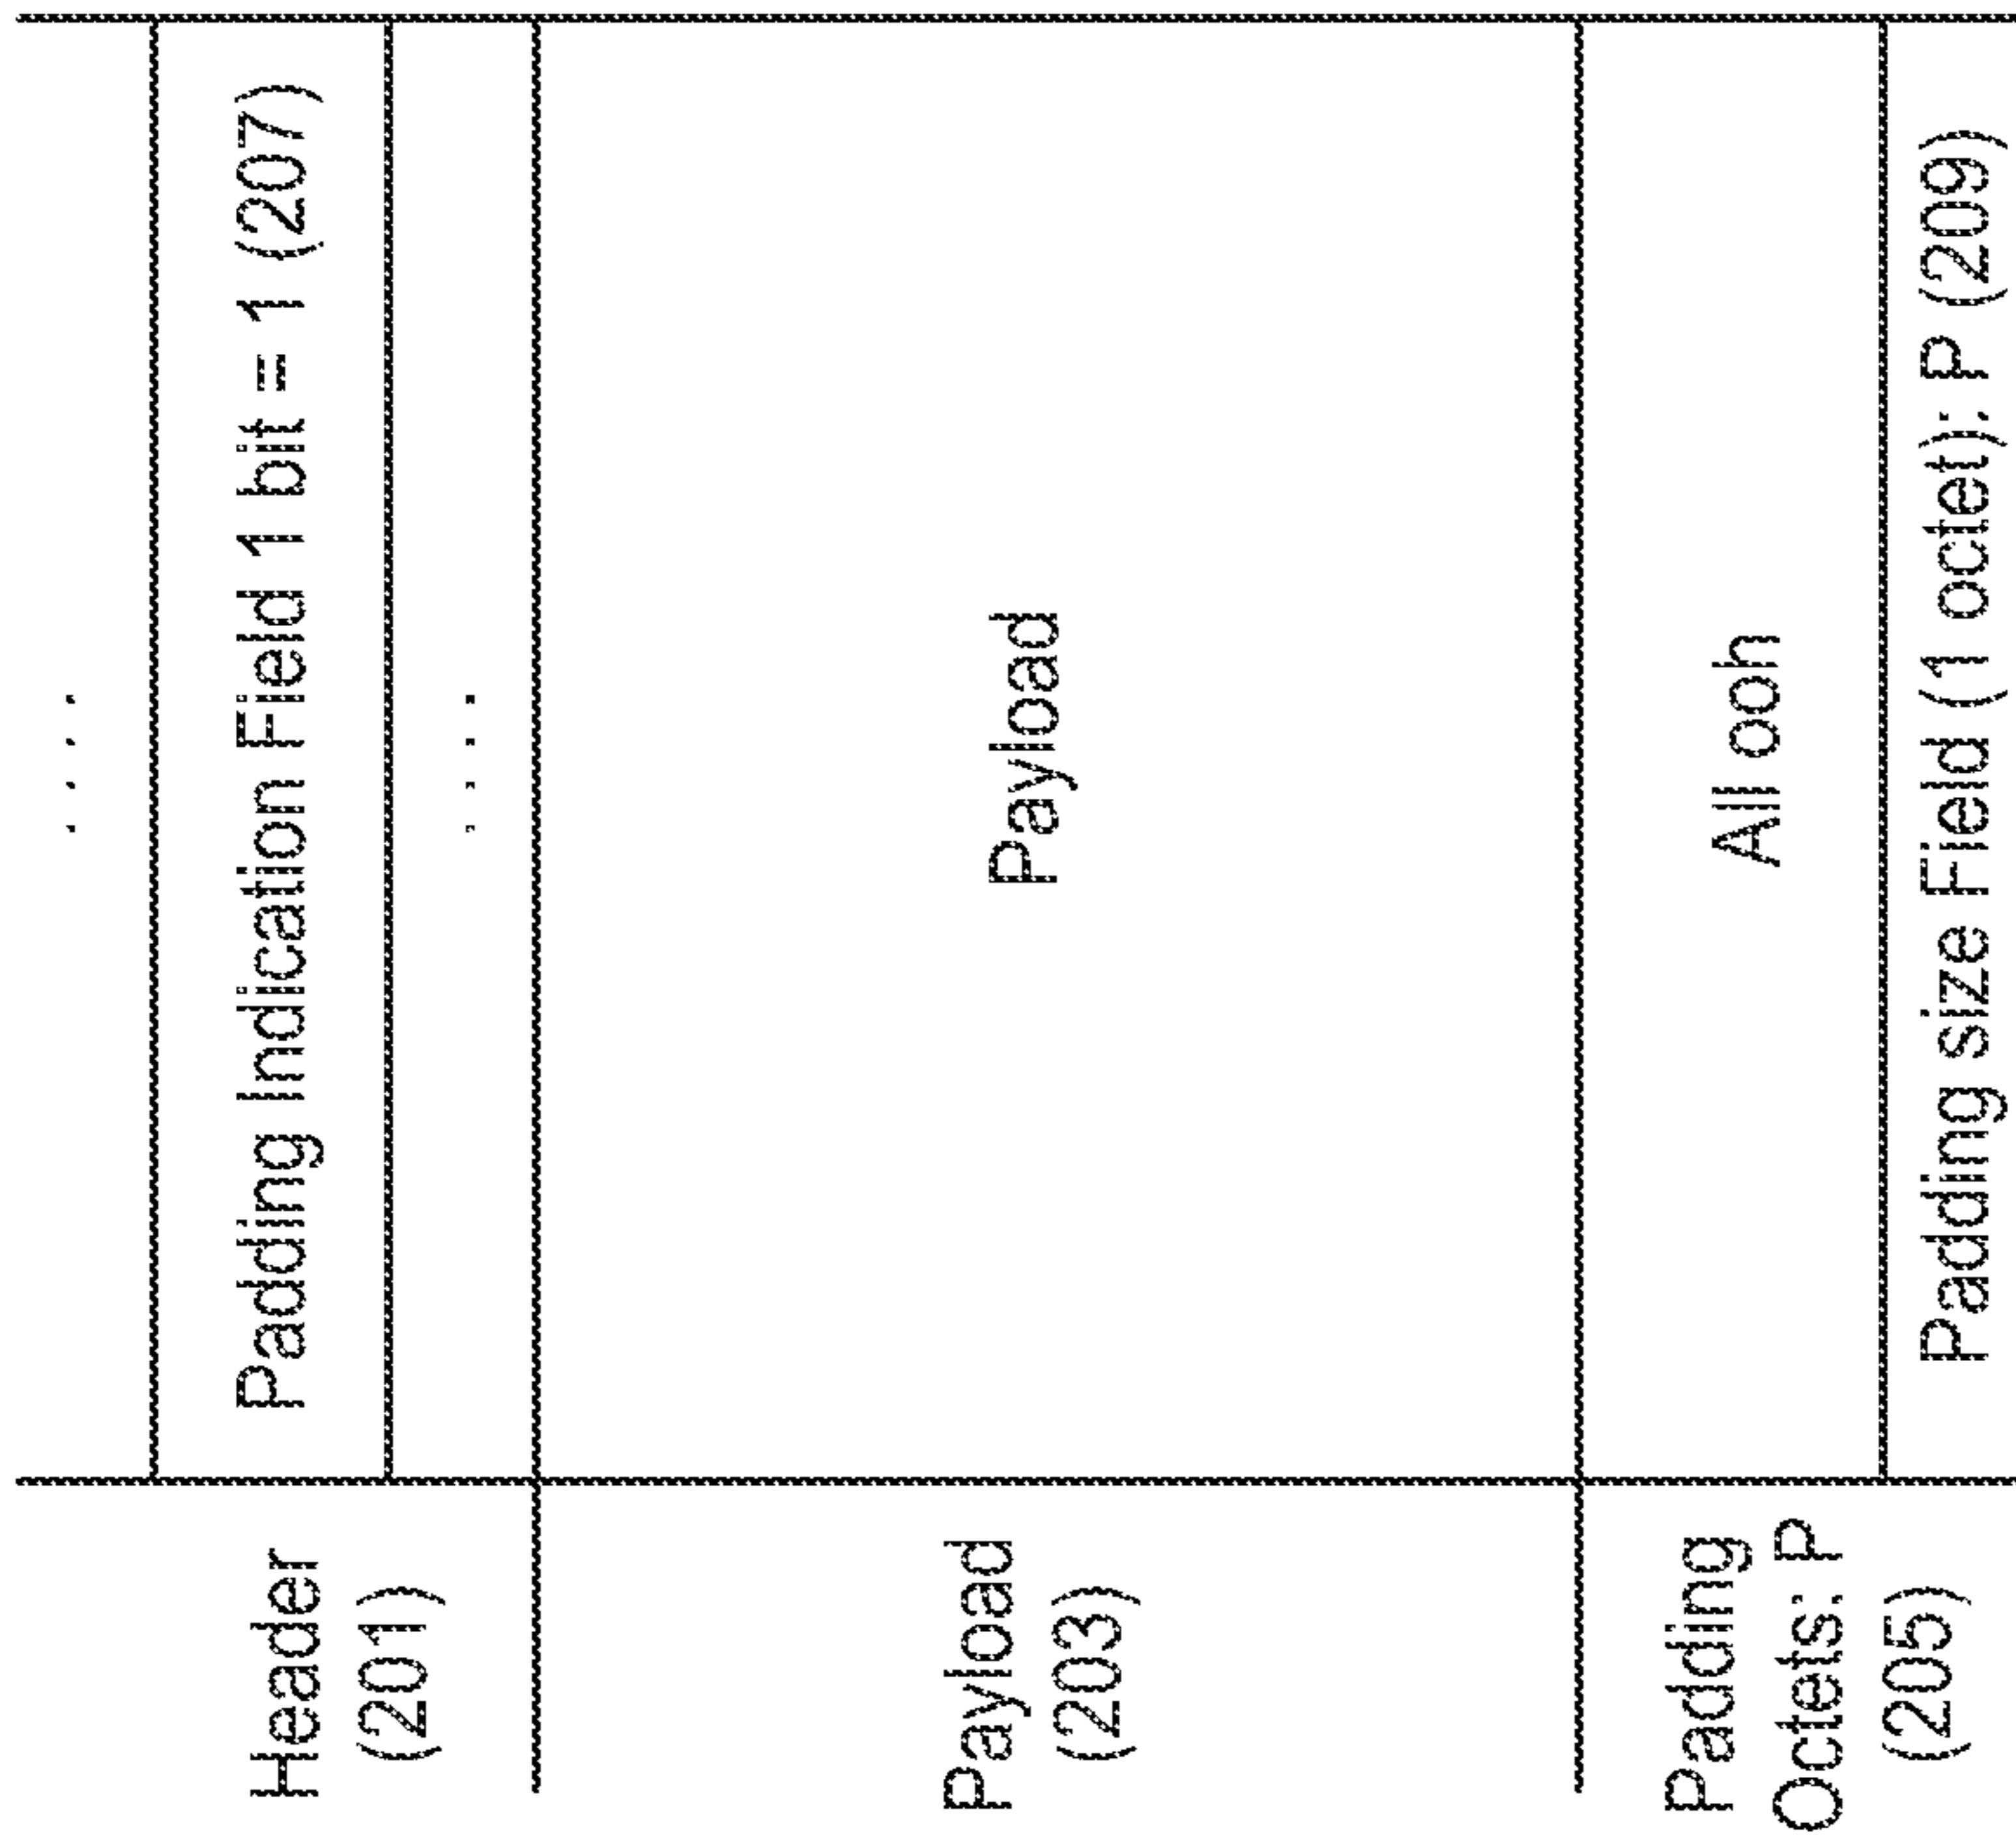 . . . .
Header
(201)
Padding Indication Field 1 bit = 1 (207)
. . . .
Payload
(203)
Payload
Padding
Octets: P
(205)
All ooh
Padding size Field (1 octet): P (209)